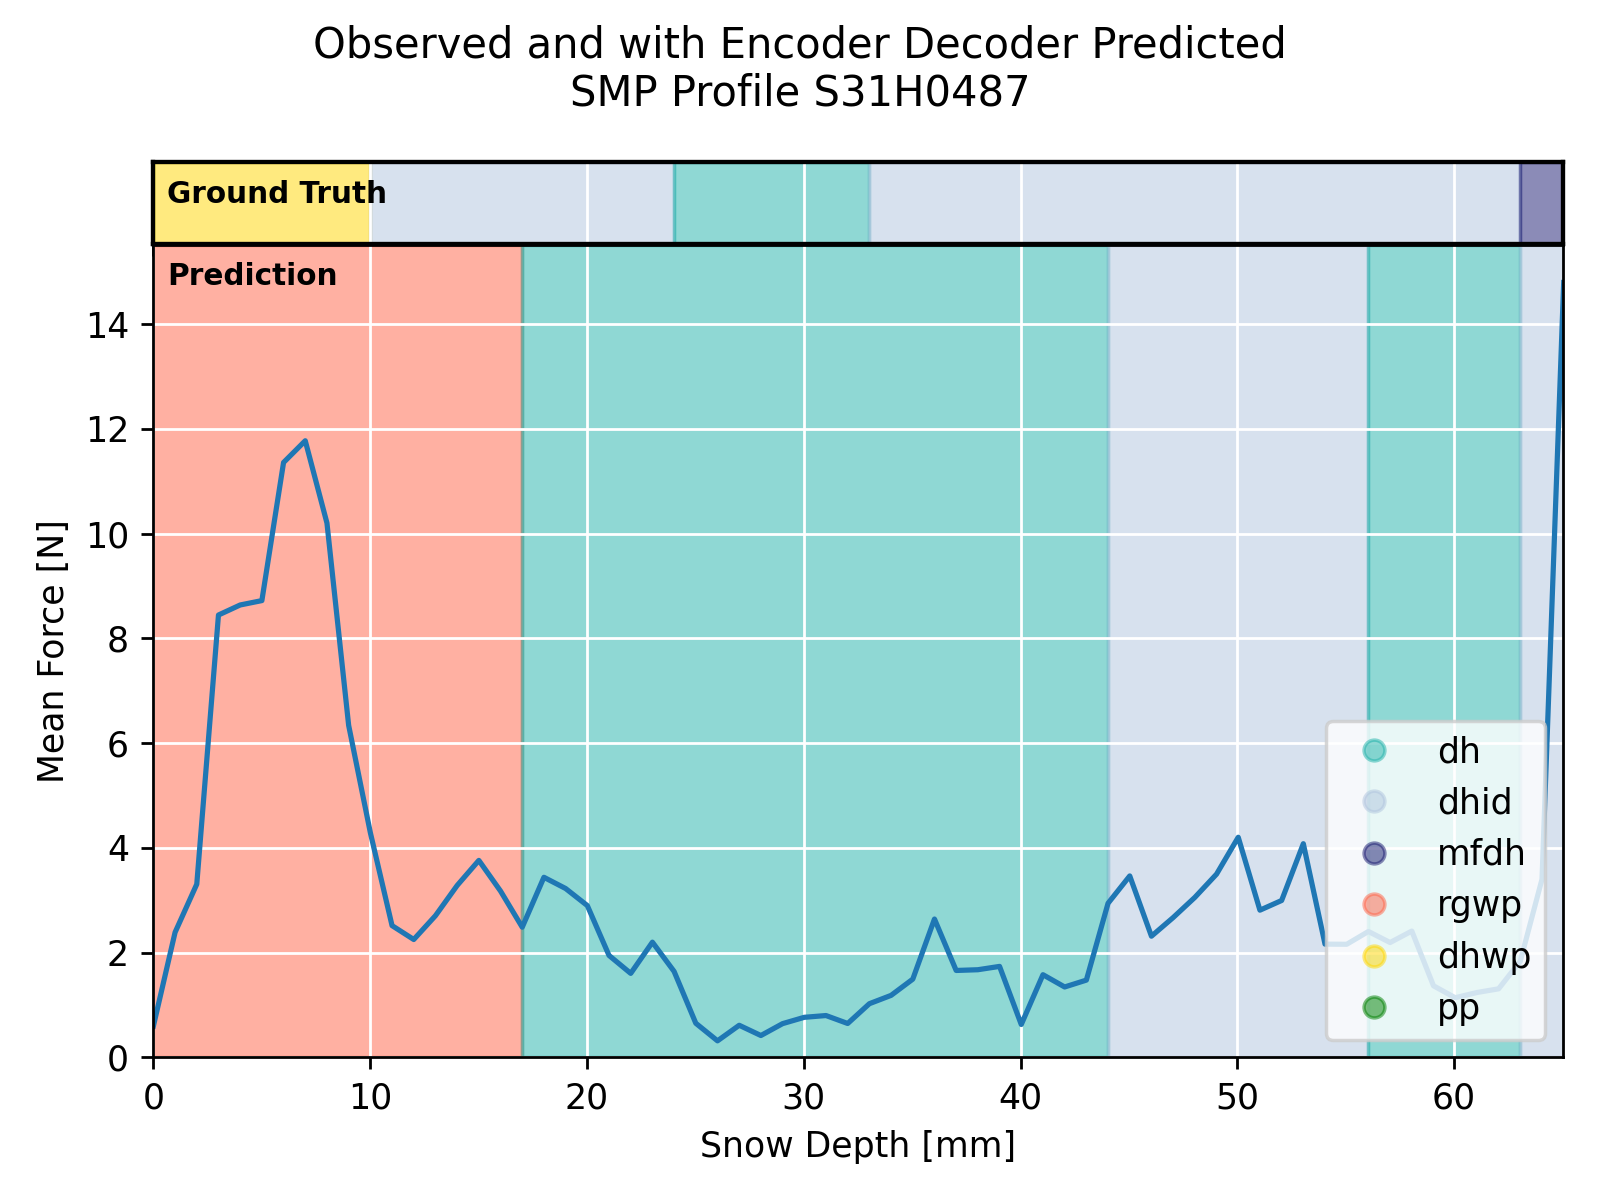 Observed and with Encoder Decoder Predicted
SMP Profile S31H0487
Ground Truth
Prediction
14
12
10
8
6
4
2
0
Mean Force [N]
dh
dhid
mfdh
rgwp
dhwp
pp
0 10 20 30 40 50 60
Snow Depth [mm]